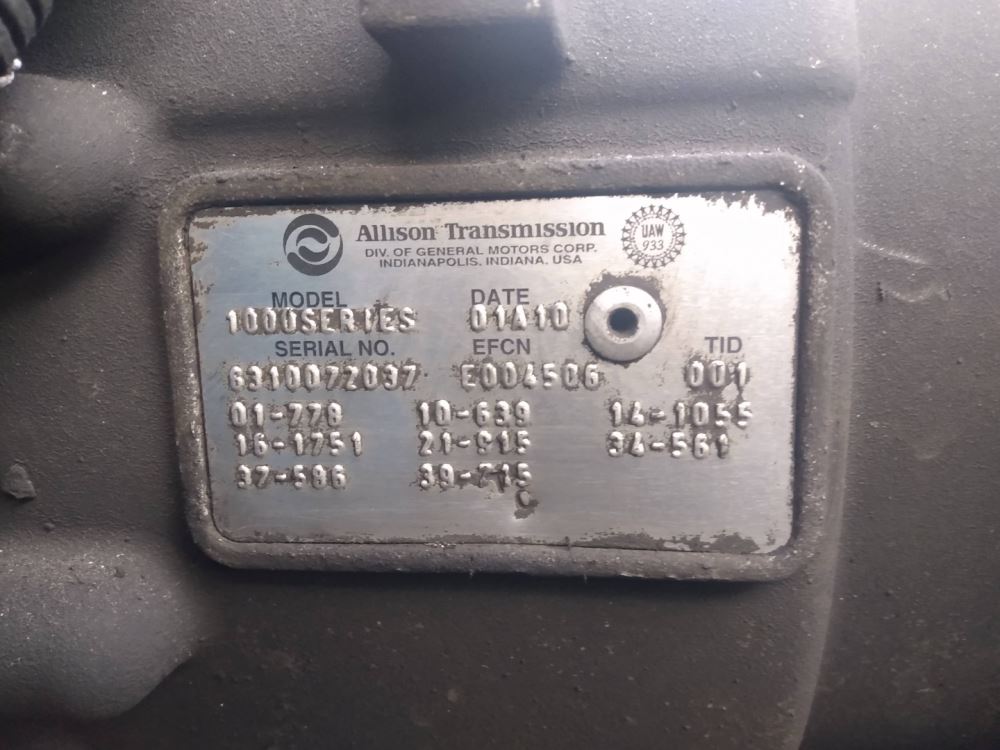 Allison Transmission
DIV. OF GENERAL MOTORS CORP.
INDIANAPOLIS, INDIANA, USA
UAW
933
MODEL DATE
1000SERIES 01A10
SERIAL NO. EFCN TID
6310072037 E004506 001
01-778 10-639 14-1055
16-1751 21-915 34-561
37-586 39-715